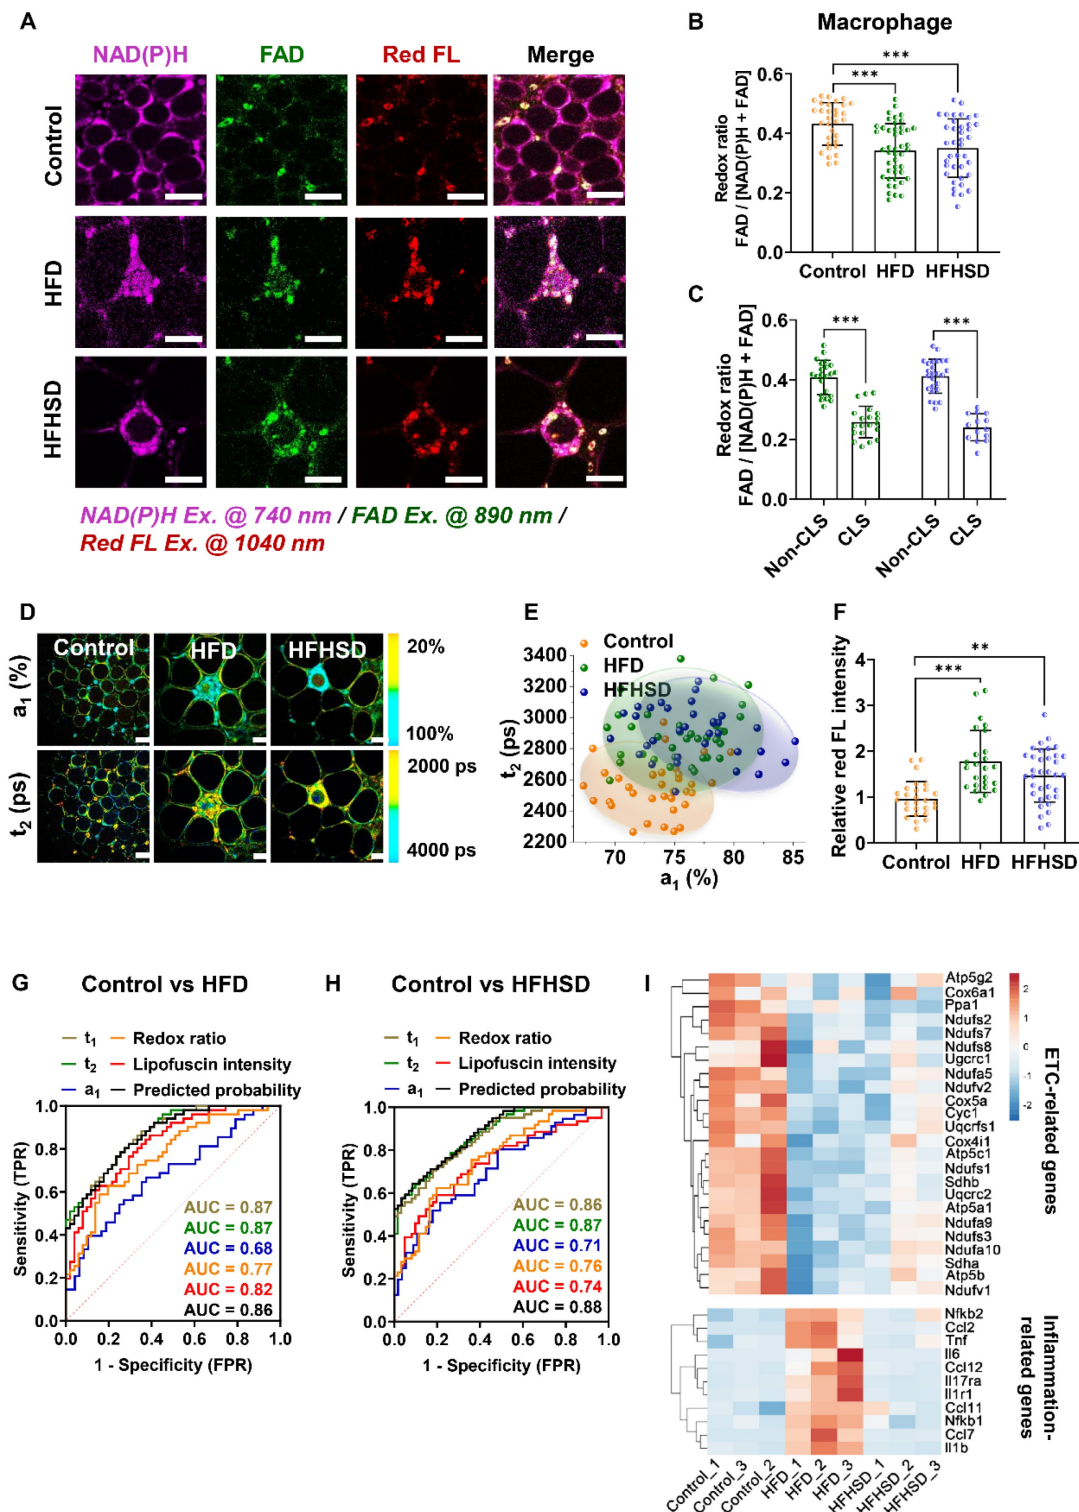 A
NAD(P)H FAD Red FL Merge
Control
HFD
HFHSD
NAD(P)H Ex. @ 740 nm / FAD Ex. @ 890 nm /
Red FL Ex. @ 1040 nm
B Macrophage
Redox ratio
FAD / [NAD(P)H + FAD]
0.6
0.4
0.2
0.0
***
***
Control HFD HFHSD
C
Redox ratio
FAD / [NAD(P)H + FAD]
0.6
0.4
0.2
0.0
*** ***
Non-CLS CLS Non-CLS CLS
D
Control HFD HFHSD
a1 (%)
t2 (ps)
20%
100%
2000 ps
4000 ps
E
Control
HFD
HFHSD
t2 (ps)
3400
3200
3000
2800
2600
2400
2200
70 75 80 85
a1 (%)
F
Relative red FL intensity
4
3
2
1
0
**
***
Control HFD HFHSD
G Control vs HFD
t1 Redox ratio
t2 Lipofuscin intensity
a1 Predicted probability
Sensitivity (TPR)
1.0
0.8
0.6
0.4
0.2
0.0
AUC = 0.87
AUC = 0.87
AUC = 0.68
AUC = 0.77
AUC = 0.82
AUC = 0.86
0.0 0.2 0.4 0.6 0.8 1.0
1 - Specificity (FPR)
H Control vs HFHSD
t1 Redox ratio
t2 Lipofuscin intensity
a1 Predicted probability
Sensitivity (TPR)
1.0
0.8
0.6
0.4
0.2
0.0
AUC = 0.86
AUC = 0.87
AUC = 0.71
AUC = 0.76
AUC = 0.74
AUC = 0.88
0.0 0.2 0.4 0.6 0.8 1.0
1 - Specificity (FPR)
I
Atp5g2
Cox6a1
Ppa1
Ndufs2
Ndufs7
Ndufs8
Ugcrc1
Ndufa5
Ndufv2
Cox5a
Cyc1
Uqcrfs1
Cox4i1
Atp5c1
Ndufs1
Sdhb
Uqcrc2
Atp5a1
Ndufa9
Ndufs3
Ndufa10
Sdha
Atp5b
Ndufv1
2
1
0
-1
-2
ETC-related genes
Nfkb2
Ccl2
Tnf
Il6
Ccl12
Il17ra
Il1r1
Ccl11
Nfkb1
Ccl7
Il1b
Inflammation-
related genes
Control_1 Control_3 Control_2 HFD_1 HFD_2 HFD_3 HFHSD_1 HFHSD_2 HFHSD_3